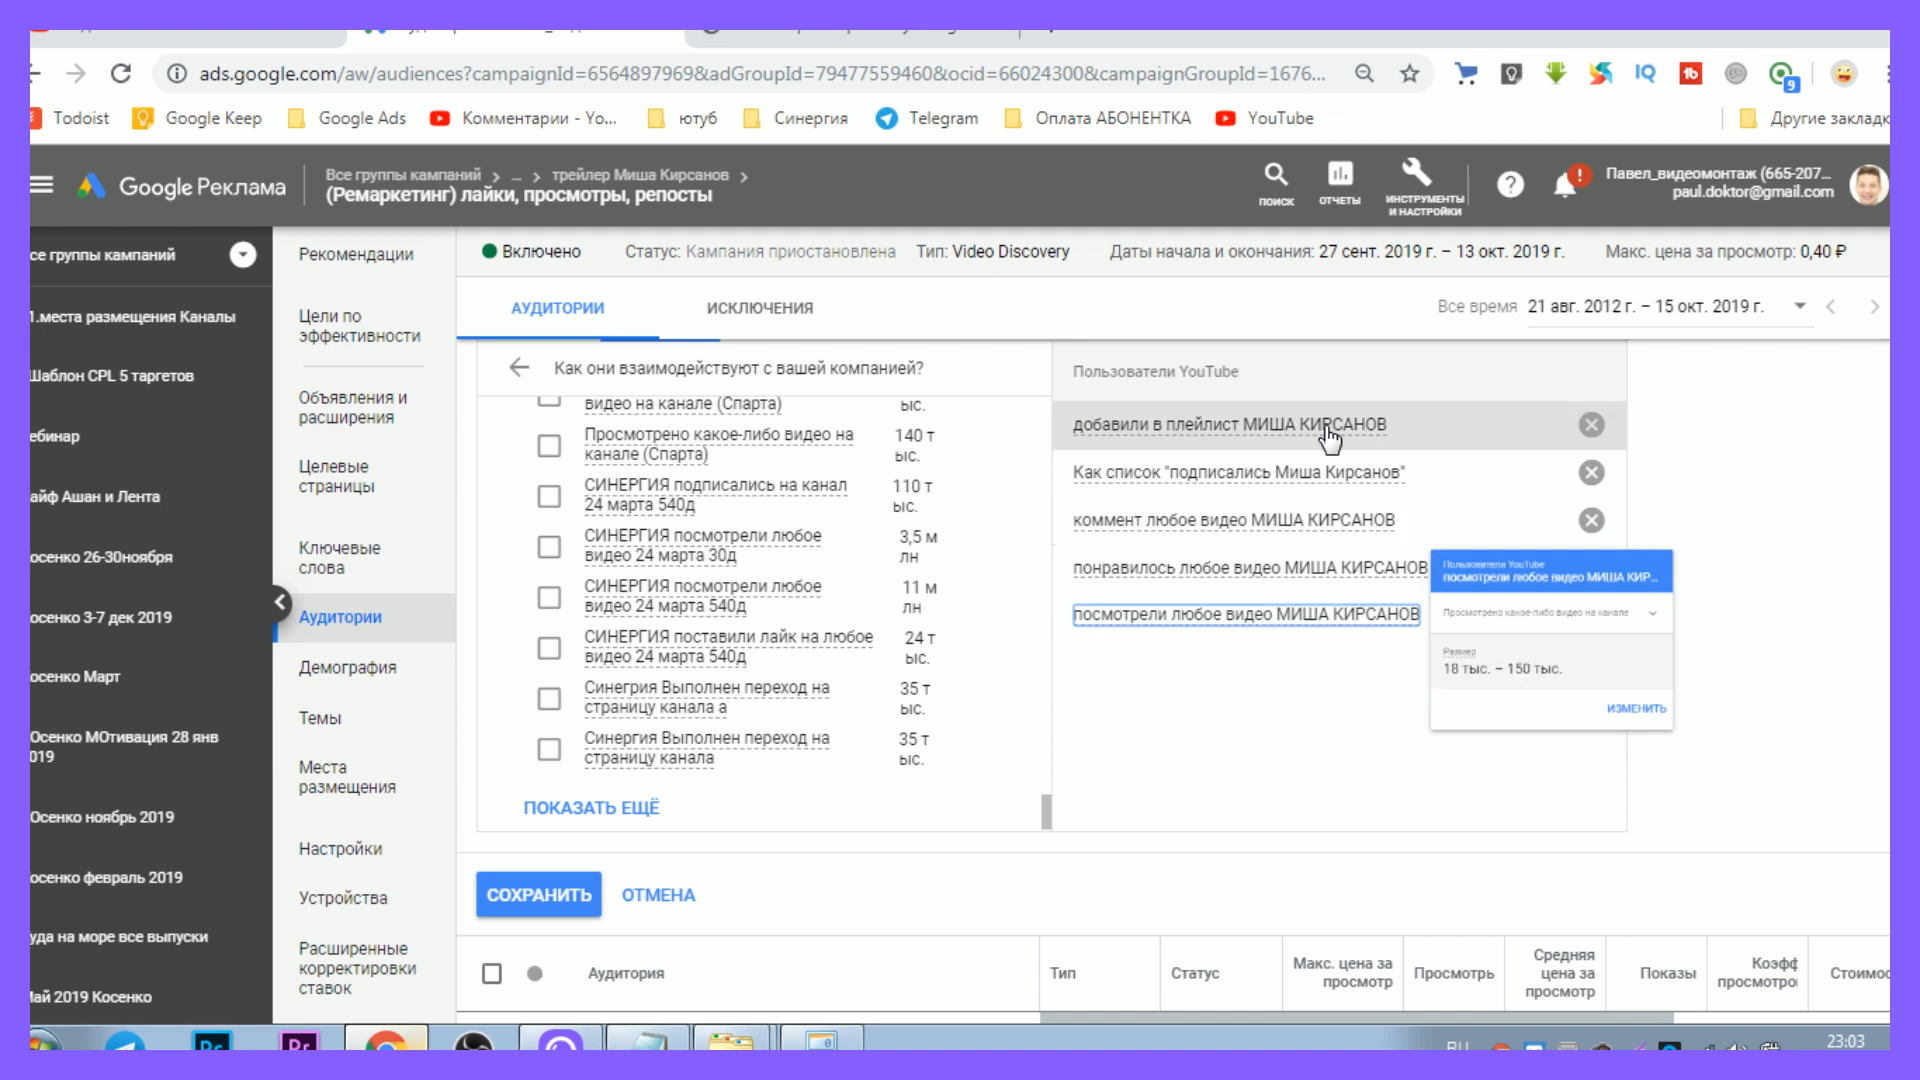 ads.google.com/aw/audiences?campaignId=6564897969&adGroupId=79477559460&ocid=66024300&campaignGroupId=1676...
IQ
9
Todoist
Google Keep
Google Ads
Комментарии - Yo...
ютуб
Синергия
Telegram
Оплата АБОНЕНТКА
YouTube
Другие закладк
Google Реклама
Все группы кампаний > ... > трейлер Миша Кирсанов >
(Ремаркетинг) лайки, просмотры, репосты
ПОИСК
ОТЧЕТЫ
ИНСТРУМЕНТЫ
И НАСТРОЙКИ
Павел_видеомонтаж (665-207...
paul.doktor@gmail.com
се группы кампаний
1.места размещения Каналы
Шаблон CPL 5 таргетов
ебинар
айф Ашан и Лента
осенко 26-30ноября
осенко 3-7 дек 2019
осенко Март
Осенко МОтивация 28 янв
019
Осенко ноябрь 2019
осенко февраль 2019
уда на море все выпуски
Май 2019 Косенко
Рекомендации
Цели по
эффективности
Объявления и
расширения
Целевые
страницы
Ключевые
слова
Аудитории
Демография
Темы
Места
размещения
Настройки
Устройства
Расширенные
корректировки
ставок
Включено
Статус: Кампания приостановлена
Тип: Video Discovery
Даты начала и окончания: 27 сент. 2019 г. – 13 окт. 2019 г.
Макс. цена за просмотр: 0,40 ₽
АУДИТОРИИ
ИСКЛЮЧЕНИЯ
Все время
21 авг. 2012 г. – 15 окт. 2019 г.
Как они взаимодействуют с вашей компанией?
видео на канале (Спарта)
ыс.
Просмотрено какое-либо видео на
канале (Спарта)
140 т
ыс.
СИНЕРГИЯ подписались на канал
24 марта 540д
110 т
ыс.
СИНЕРГИЯ посмотрели любое
видео 24 марта 30д
3,5 м
лн
СИНЕРГИЯ посмотрели любое
видео 24 марта 540д
11 м
лн
СИНЕРГИЯ поставили лайк на любое
видео 24 марта 540д
24 т
ыс.
Синегрия Выполнен переход на
страницу канала а
35 т
ыс.
Синергия Выполнен переход на
страницу канала
35 т
ыс.
ПОКАЗАТЬ ЕЩЁ
Пользователи YouTube
добавили в плейлист МИША КИРСАНОВ
Как список "подписались Миша Кирсанов"
коммент любое видео МИША КИРСАНОВ
понравилось любое видео МИША КИРСАНОВ
посмотрели любое видео МИША КИРСАНОВ
Пользователи YouTube
посмотрели любое видео МИША КИР...
Просмотрено какое-либо видео на канале
Размер
18 тыс. – 150 тыс.
ИЗМЕНИТЬ
СОХРАНИТЬ
ОТМЕНА
Аудитория
Тип
Статус
Макс. цена за
просмотр
Просмотрь
Средняя
цена за
просмотр
Показы
Коэфф
просмотро
Стоимос
23:03